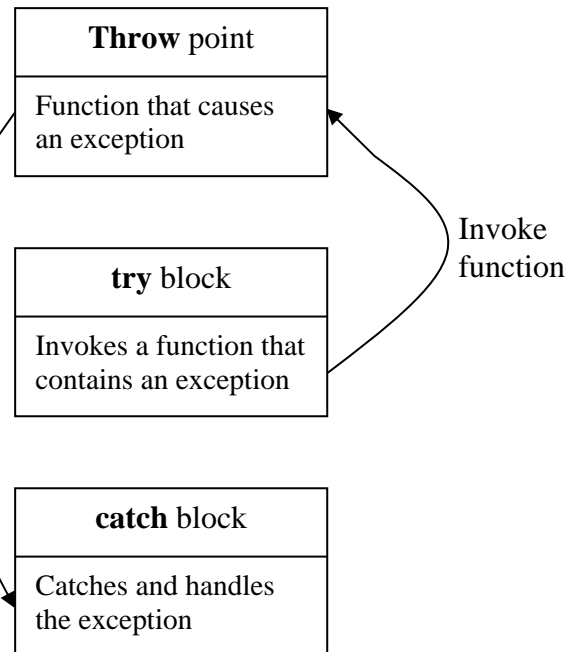 Throw point
Function that causes
an exception
Invoke
function
try block
Invokes a function that
contains an exception
catch block
Catches and handles
the exception